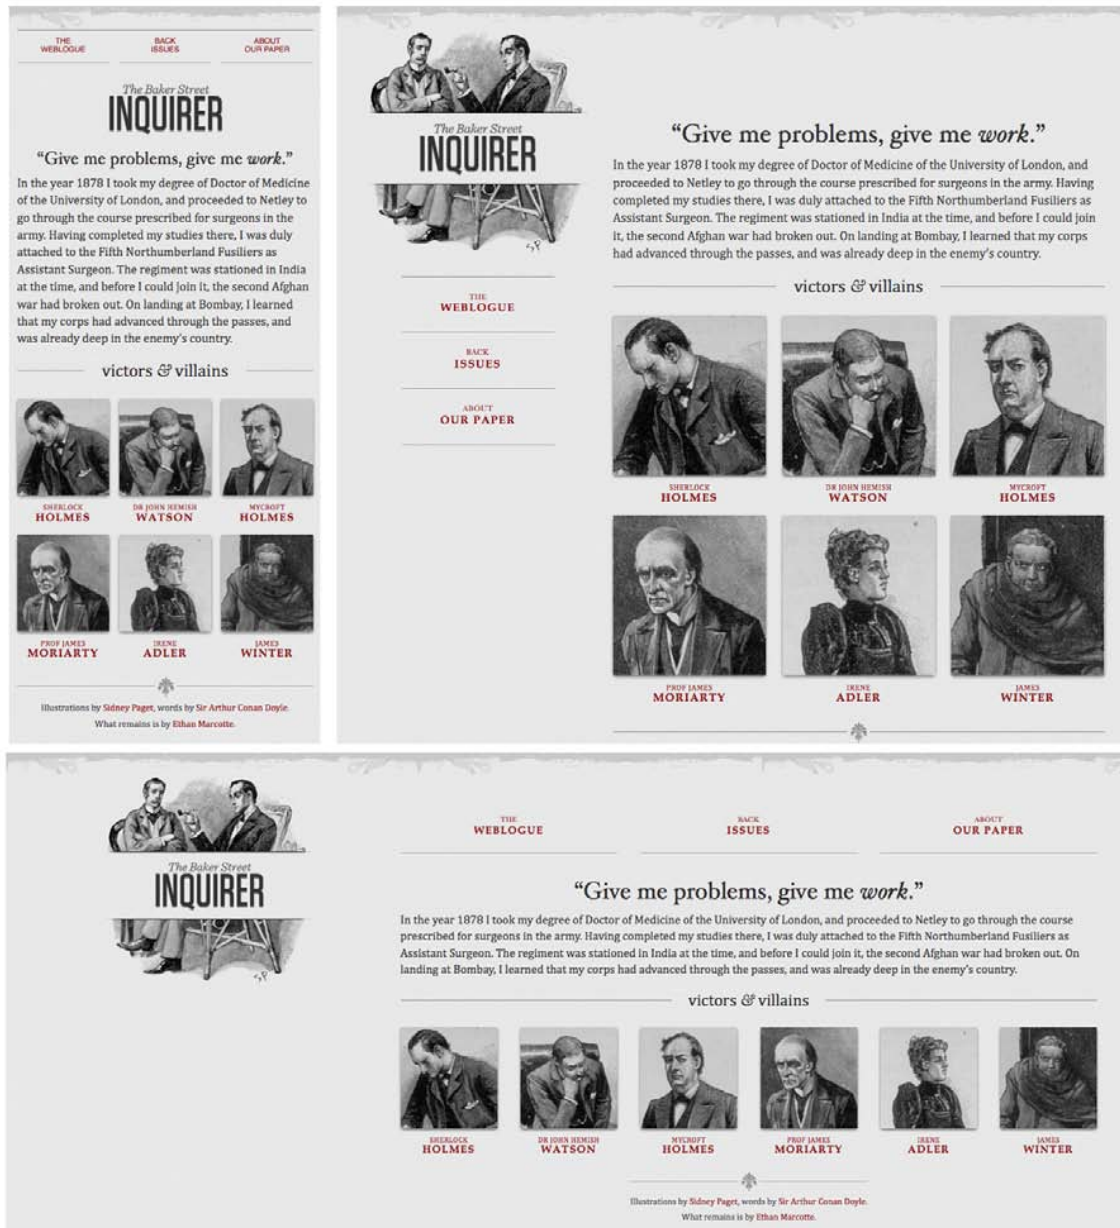 THE
WEBLOGUE
BACK
ISSUES
ABOUT
OUR PAPER
The Baker Street
INQUIRER
“Give me problems, give me work.”
In the year 1878 I took my degree of Doctor of Medicine
of the University of London, and proceeded to Netley to
go through the course prescribed for surgeons in the
army. Having completed my studies there, I was duly
attached to the Fifth Northumberland Fusiliers as
Assistant Surgeon. The regiment was stationed in India
at the time, and before I could join it, the second Afghan
war had broken out. On landing at Bombay, I learned
that my corps had advanced through the passes, and
was already deep in the enemy’s country.
victors & villains
SHERLOCK
HOLMES
DR JOHN HEMISH
WATSON
MYCROFT
HOLMES
PROF JAMES
MORIARTY
IRENE
ADLER
JAMES
WINTER
Illustrations by Sidney Paget, words by Sir Arthur Conan Doyle.
What remains is by Ethan Marcotte.
The Baker Street
INQUIRER
SP
THE
WEBLOGUE
BACK
ISSUES
ABOUT
OUR PAPER
“Give me problems, give me work.”
In the year 1878 I took my degree of Doctor of Medicine of the University of London, and
proceeded to Netley to go through the course prescribed for surgeons in the army. Having
completed my studies there, I was duly attached to the Fifth Northumberland Fusiliers as
Assistant Surgeon. The regiment was stationed in India at the time, and before I could join
it, the second Afghan war had broken out. On landing at Bombay, I learned that my corps
had advanced through the passes, and was already deep in the enemy’s country.
victors & villains
SHERLOCK
HOLMES
DR JOHN HEMISH
WATSON
MYCROFT
HOLMES
PROF JAMES
MORIARTY
IRENE
ADLER
JAMES
WINTER
The Baker Street
INQUIRER
SP
THE
WEBLOGUE
BACK
ISSUES
ABOUT
OUR PAPER
“Give me problems, give me work.”
In the year 1878 I took my degree of Doctor of Medicine of the University of London, and proceeded to Netley to go through the course
prescribed for surgeons in the army. Having completed my studies there, I was duly attached to the Fifth Northumberland Fusiliers as
Assistant Surgeon. The regiment was stationed in India at the time, and before I could join it, the second Afghan war had broken out. On
landing at Bombay, I learned that my corps had advanced through the passes, and was already deep in the enemy’s country.
victors & villains
SHERLOCK
HOLMES
DR JOHN HEMISH
WATSON
MYCROFT
HOLMES
PROF JAMES
MORIARTY
IRENE
ADLER
JAMES
WINTER
Illustrations by Sidney Paget, words by Sir Arthur Conan Doyle.
What remains is by Ethan Marcotte.